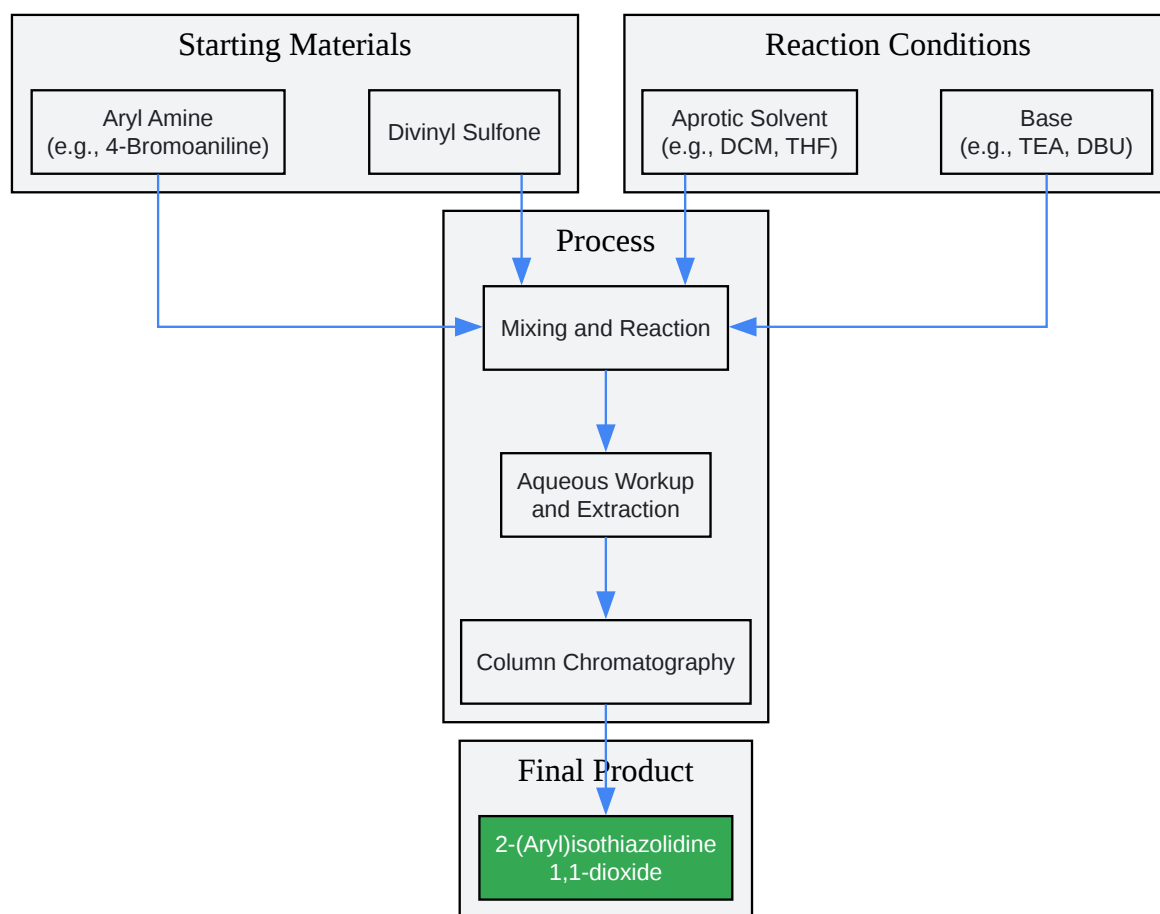 Starting Materials
Aryl Amine
(e.g., 4-Bromoaniline)
Divinyl Sulfone
Reaction Conditions
Aprotic Solvent
(e.g., DCM, THF)
Base
(e.g., TEA, DBU)
Process
Mixing and Reaction
Aqueous Workup
and Extraction
Column Chromatography
Final Product
2-(Aryl)isothiazolidine
1,1-dioxide